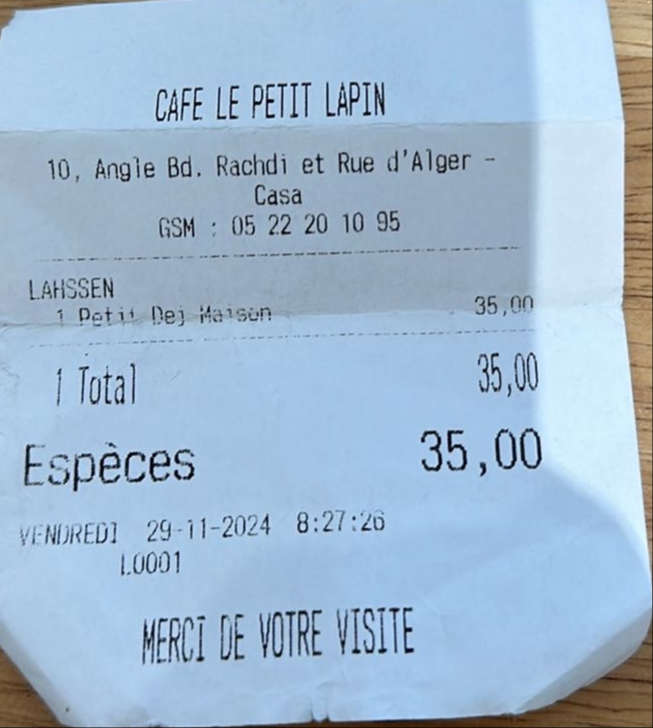 CAFE LE PETIT LAPIN
10, Angle Bd. Rachdi et Rue d'Alger -
Casa
GSM : 05 22 20 10 95
LAHSSEN
1 Petit Dej Maison 35,00
1 Total 35,00
Espèces 35,00
VENDREDI 29-11-2024 8:27:26
L0001
MERCI DE VOTRE VISITE